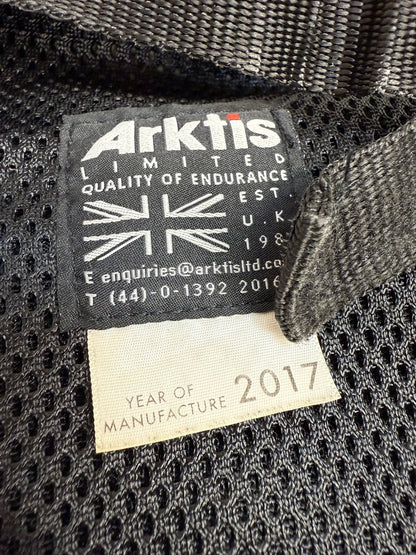 Arktis
LIMITED
QUALITY OF ENDURANCE
EST
U.K
198
E enquiries@arktisltd.co
T (44)-0-1392 2016
YEAR OF
MANUFACTURE 2017